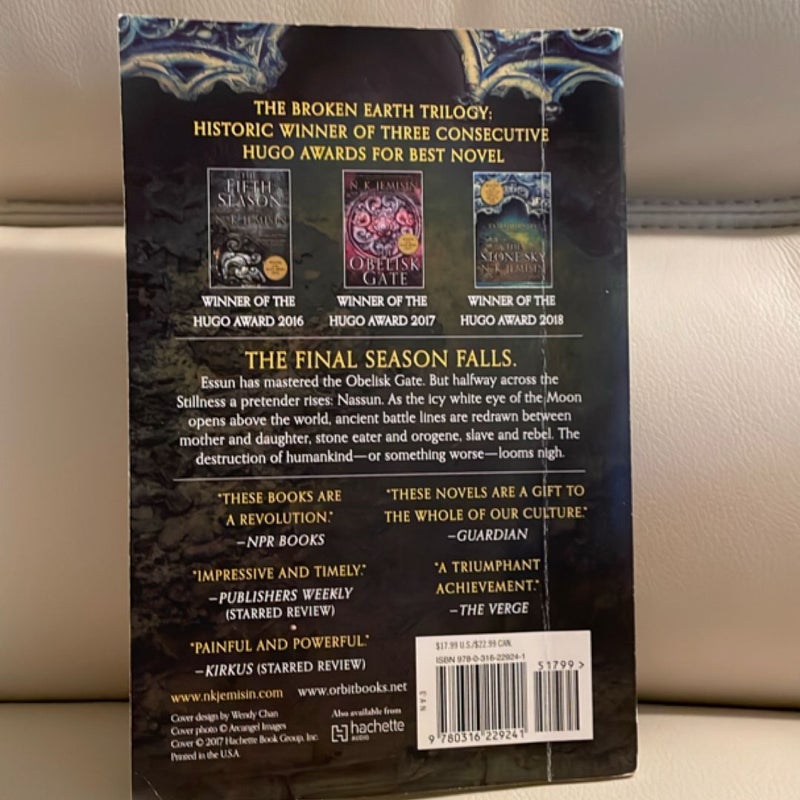 THE BROKEN EARTH TRILOGY:
HISTORIC WINNER OF THREE CONSECUTIVE
HUGO AWARDS FOR BEST NOVEL
THE
FIFTH
SEASON
N. K. JEMISIN
N. K. JEMISIN
THE
OBELISK
GATE
THE
STONE SKY
N. K. JEMISIN
WINNER OF THE
HUGO AWARD 2016
WINNER OF THE
HUGO AWARD 2017
WINNER OF THE
HUGO AWARD 2018
THE FINAL SEASON FALLS.
Essun has mastered the Obelisk Gate. But halfway across the
Stillness a pretender rises: Nassun. As the icy white eye of the Moon
opens above the world, ancient battle lines are redrawn between
mother and daughter, stone eater and orogene, slave and rebel. The
destruction of humankind—or something worse—looms nigh.
"THESE BOOKS ARE
A REVOLUTION."
—NPR BOOKS
"THESE NOVELS ARE A GIFT TO
THE WHOLE OF OUR CULTURE."
—GUARDIAN
"IMPRESSIVE AND TIMELY."
—PUBLISHERS WEEKLY
(STARRED REVIEW)
"A TRIUMPHANT
ACHIEVEMENT."
—THE VERGE
"PAINFUL AND POWERFUL."
—KIRKUS (STARRED REVIEW)
www.nkjemisin.com www.orbitbooks.net
Cover design by Wendy Chan
Cover photo © Arcangel Images
Cover © 2017 Hachette Book Group, Inc.
Printed in the U.S.A.
Also available from
hachette
AUDIO
$17.99 U.S./$22.99 CAN.
ISBN 978-0-316-22924-1
51799 >
EAN
9 780316 229241